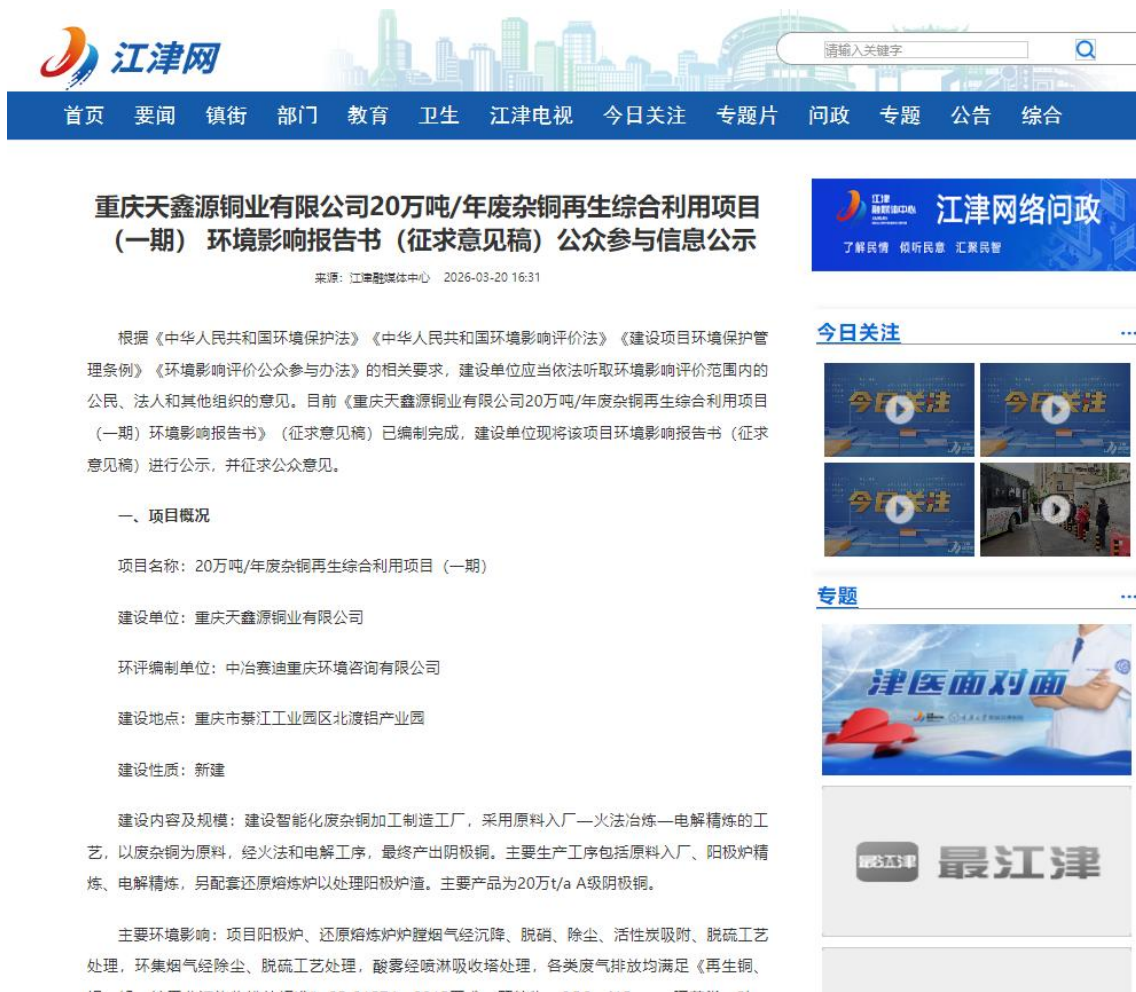 江津网
请输入关键字
首页 要闻 镇街 部门 教育 卫生 江津电视 今日关注 专题片 问政 专题 公告 综合
重庆天鑫源铜业有限公司20万吨/年废杂铜再生综合利用项目
（一期） 环境影响报告书（征求意见稿）公众参与信息公示
来源：江津融媒体中心 2026-03-20 16:31
根据《中华人民共和国环境保护法》《中华人民共和国环境影响评价法》《建设项目环境保护管
理条例》《环境影响评价公众参与办法》的相关要求，建设单位应当依法听取环境影响评价范围内的
公民、法人和其他组织的意见。目前《重庆天鑫源铜业有限公司20万吨/年废杂铜再生综合利用项目
（一期）环境影响报告书》（征求意见稿）已编制完成，建设单位现将该项目环境影响报告书（征求
意见稿）进行公示，并征求公众意见。
一、项目概况
项目名称：20万吨/年废杂铜再生综合利用项目（一期）
建设单位：重庆天鑫源铜业有限公司
环评编制单位：中冶赛迪重庆环境咨询有限公司
建设地点：重庆市綦江工业园区北渡铝产业园
建设性质：新建
建设内容及规模：建设智能化废杂铜加工制造工厂，采用原料入厂—火法冶炼—电解精炼的工
艺，以废杂铜为原料，经火法和电解工序，最终产出阴极铜。主要生产工序包括原料入厂、阳极炉精
炼、电解精炼，另配套还原熔炼炉以处理阳极炉渣。主要产品为20万t/a A级阴极铜。
主要环境影响：项目阳极炉、还原熔炼炉炉膛烟气经沉降、脱硝、除尘、活性炭吸附、脱硫工艺
处理，环集烟气经除尘、脱硫工艺处理，酸雾经喷淋吸收塔处理，各类废气排放均满足《再生铜、
江津
融媒体中心
江津网络问政
了解民情 倾听民意 汇聚民智
今日关注
...
今日关注
今日关注
今日关注
专题
...
津医面对面
最江津
最江津